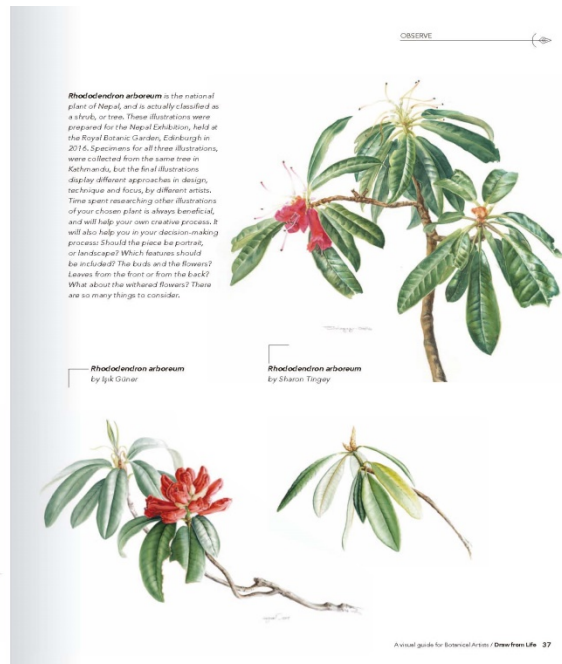 OBSERVE
Rhododendron arboreum is the national
plant of Nepal, and is actually classified as
a shrub, or tree. These illustrations were
prepared for the Nepal Exhibition, held at
the Royal Botanic Garden, Edinburgh in
2016. Specimens for all three illustrations,
were collected from the same tree in
Kathmandu, but the final illustrations
display different approaches in design,
technique and focus, by different artists.
Time spent researching other illustrations
of your chosen plant is always beneficial,
and will help your own creative process. It
will also help you in your decision-making
process: Should the piece be portrait,
or landscape? Which features should
be included? The buds and the flowers?
Leaves from the front or from the back?
What about the withered flowers? There
are so many things to consider.
Rhododendron arboreum
by Işık Güner
Rhododendron arboreum
by Sharon Tingey
A visual guide for Botanical Artists / Draw from Life 37